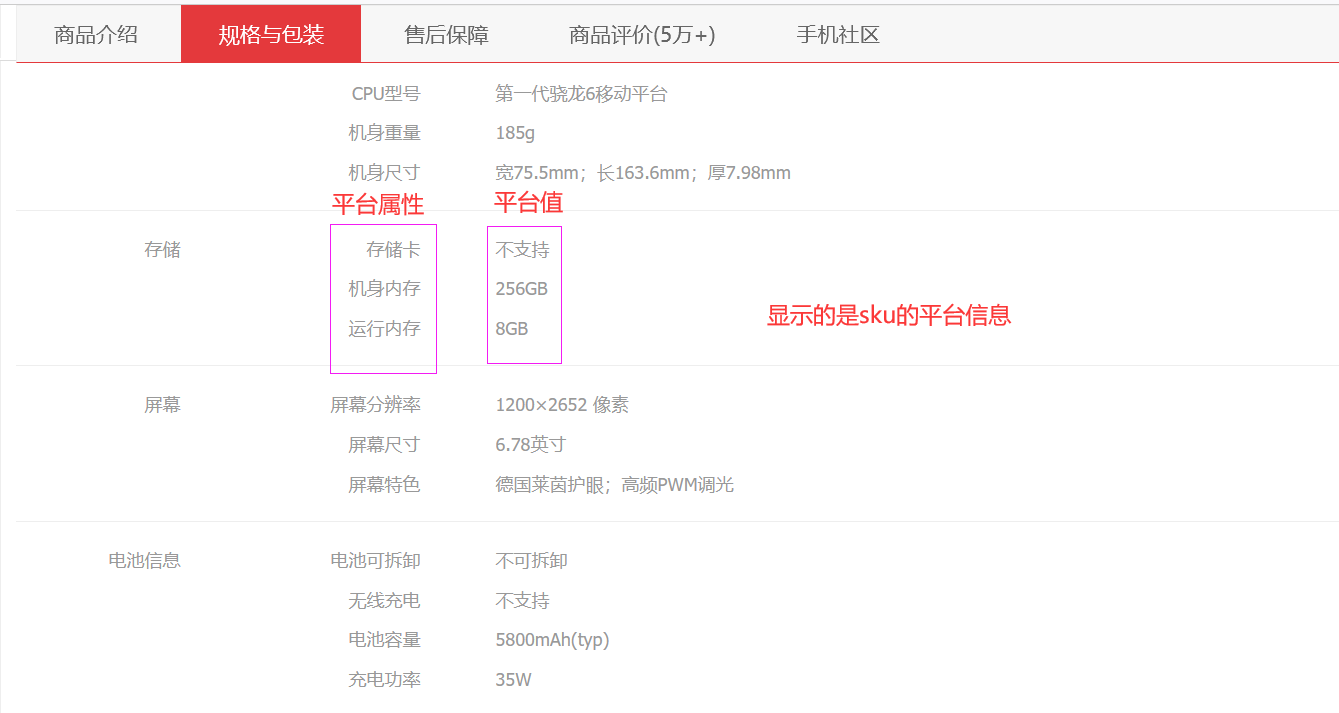 商品介绍 规格与包装 售后保障 商品评价(5万+) 手机社区
CPU型号 第一代骁龙6移动平台
机身重量 185g
机身尺寸 宽75.5mm；长163.6mm；厚7.98mm
平台属性 平台值
存储 存储卡 不支持
机身内存 256GB
显示的是sku的平台信息
运行内存 8GB
屏幕 屏幕分辨率 1200×2652 像素
屏幕尺寸 6.78英寸
屏幕特色 德国莱茵护眼；高频PWM调光
电池信息 电池可拆卸 不可拆卸
无线充电 不支持
电池容量 5800mAh(typ)
充电功率 35W